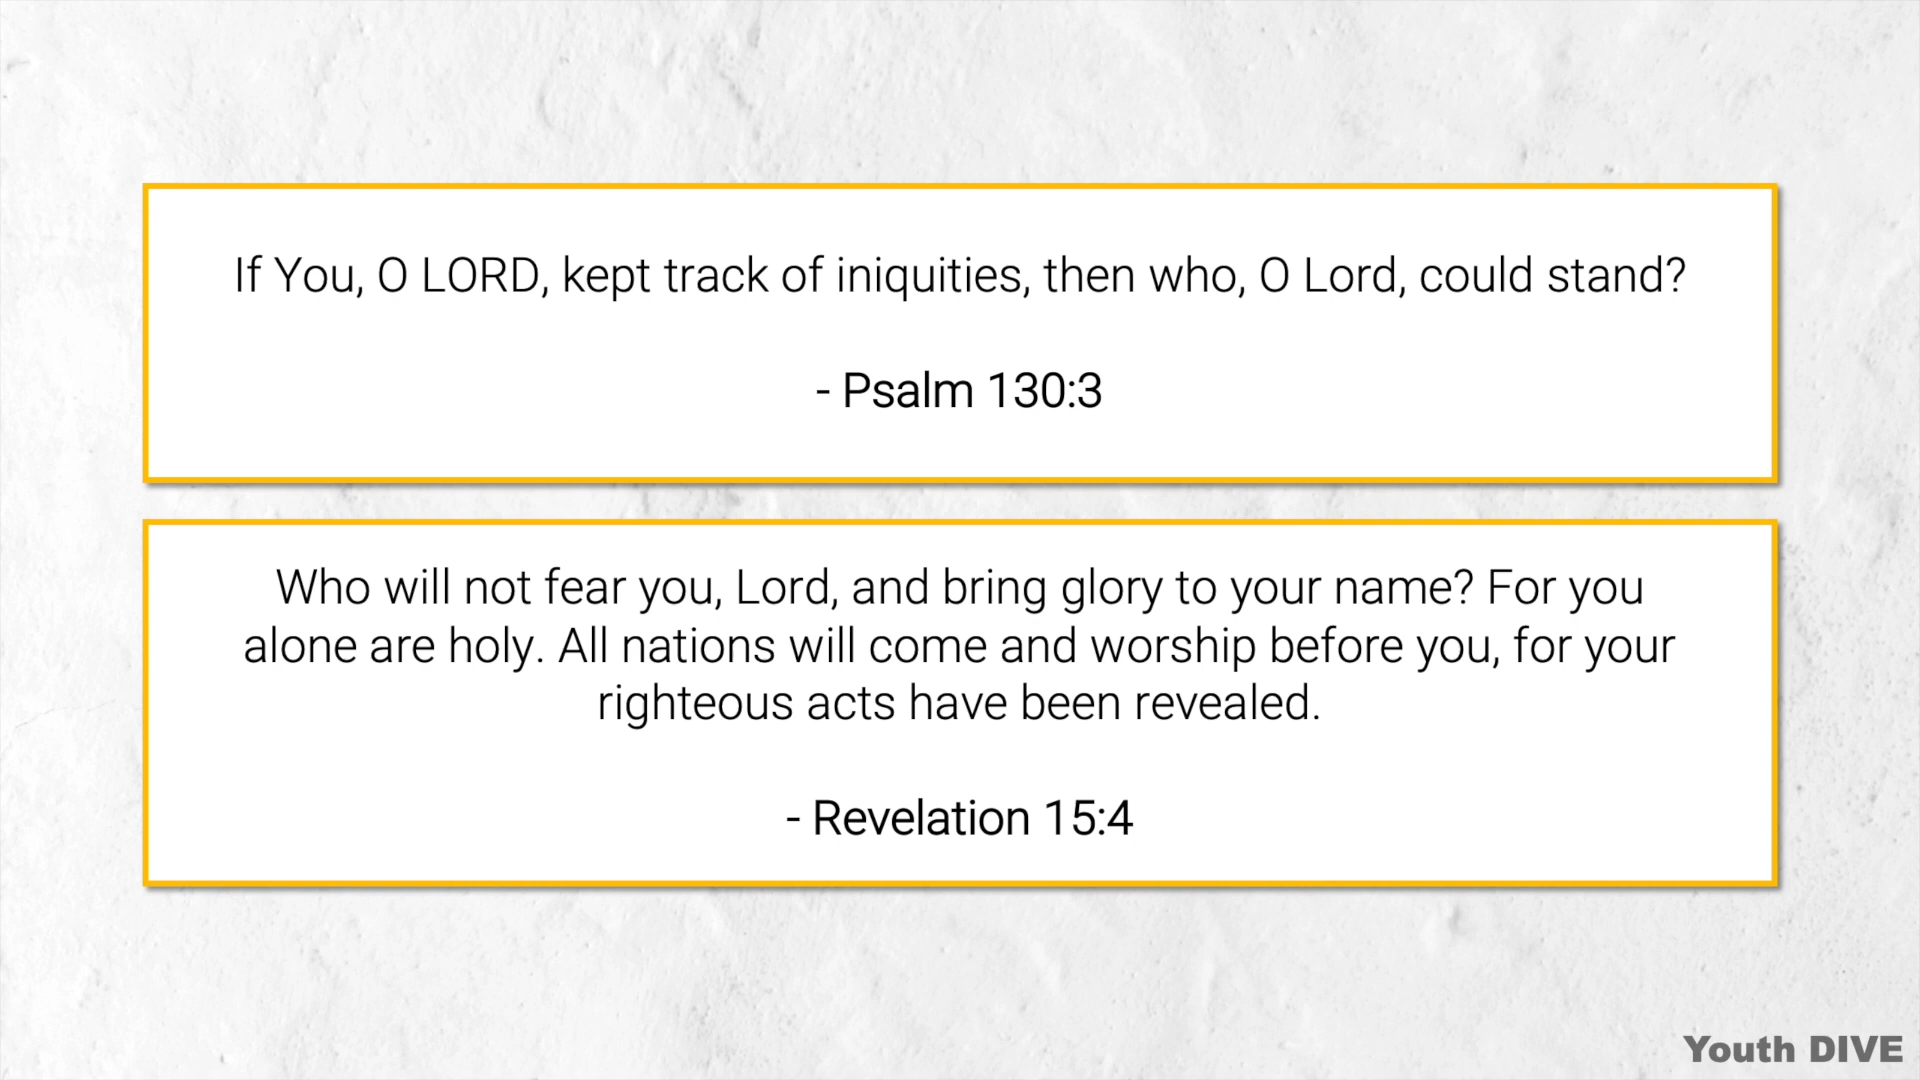 If You, O LORD, kept track of iniquities, then who, O Lord, could stand?
- Psalm 130:3
Who will not fear you, Lord, and bring glory to your name? For you
alone are holy. All nations will come and worship before you, for your
righteous acts have been revealed.
- Revelation 15:4
Youth DIVE